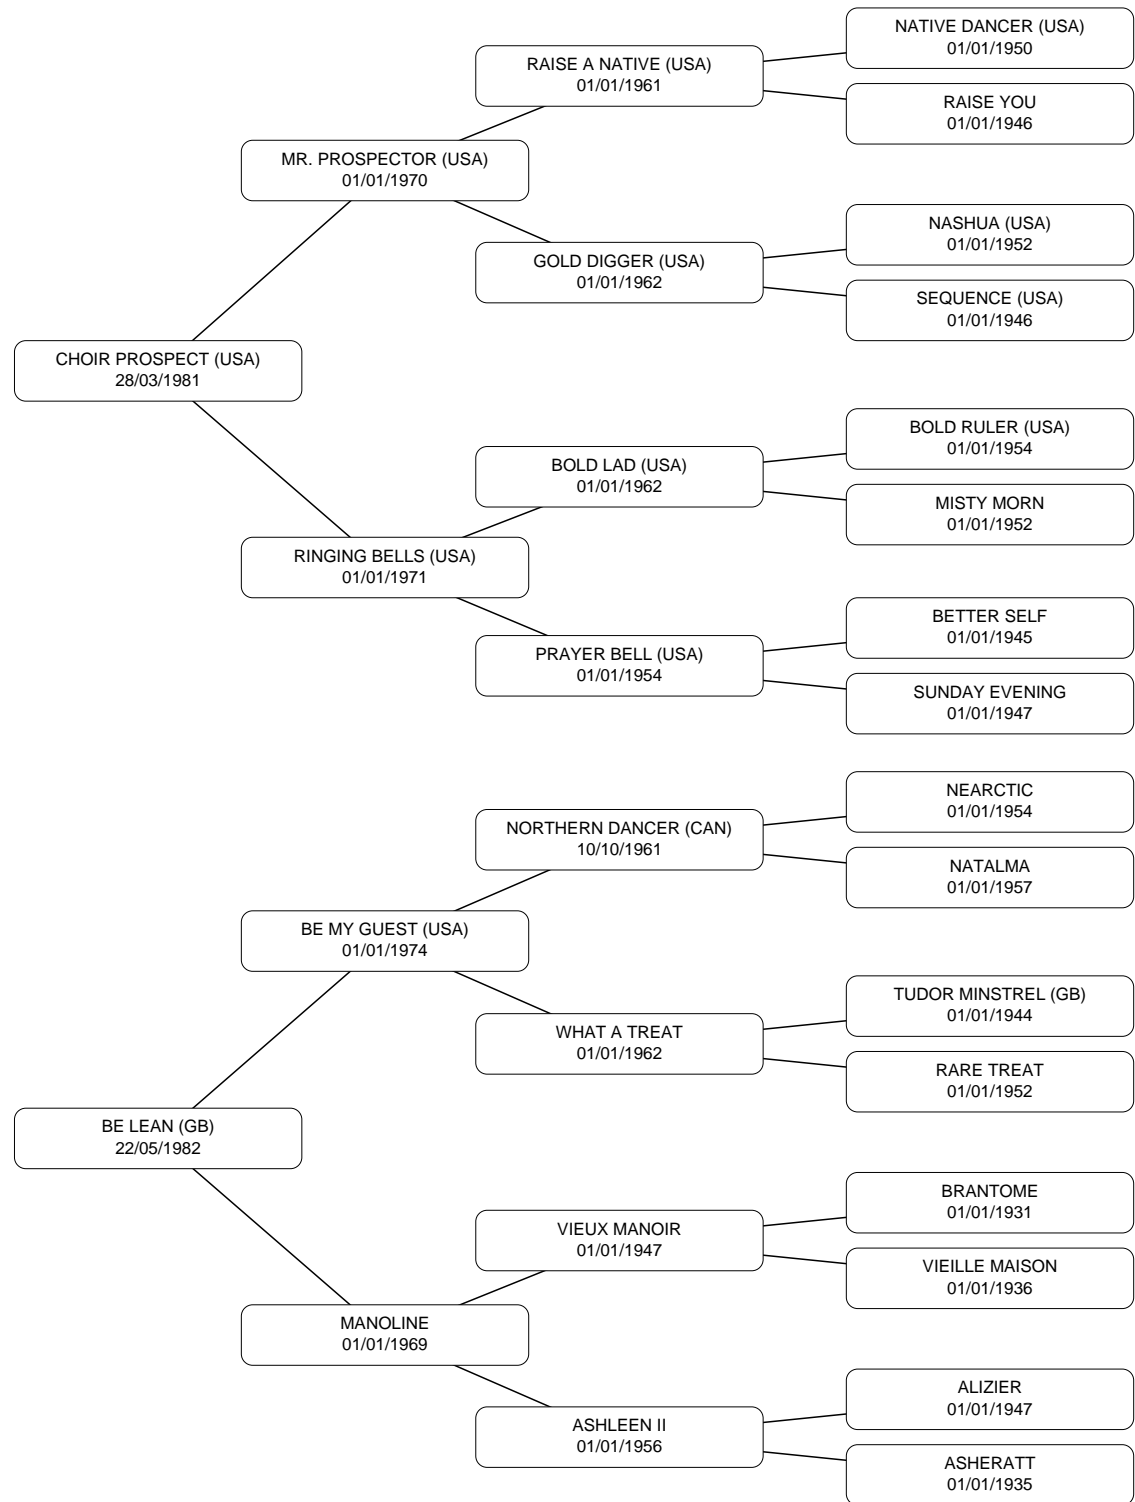 NATIVE DANCER (USA)
01/01/1950
RAISE A NATIVE (USA)
01/01/1961
RAISE YOU
01/01/1946
MR. PROSPECTOR (USA)
01/01/1970
NASHUA (USA)
01/01/1952
GOLD DIGGER (USA)
01/01/1962
SEQUENCE (USA)
01/01/1946
CHOIR PROSPECT (USA)
28/03/1981
BOLD RULER (USA)
01/01/1954
BOLD LAD (USA)
01/01/1962
MISTY MORN
01/01/1952
RINGING BELLS (USA)
01/01/1971
BETTER SELF
01/01/1945
PRAYER BELL (USA)
01/01/1954
SUNDAY EVENING
01/01/1947
NEARCTIC
01/01/1954
NORTHERN DANCER (CAN)
10/10/1961
NATALMA
01/01/1957
BE MY GUEST (USA)
01/01/1974
TUDOR MINSTREL (GB)
01/01/1944
WHAT A TREAT
01/01/1962
RARE TREAT
01/01/1952
BE LEAN (GB)
22/05/1982
BRANTOME
01/01/1931
VIEUX MANOIR
01/01/1947
VIEILLE MAISON
01/01/1936
MANOLINE
01/01/1969
ALIZIER
01/01/1947
ASHLEEN II
01/01/1956
ASHERATT
01/01/1935